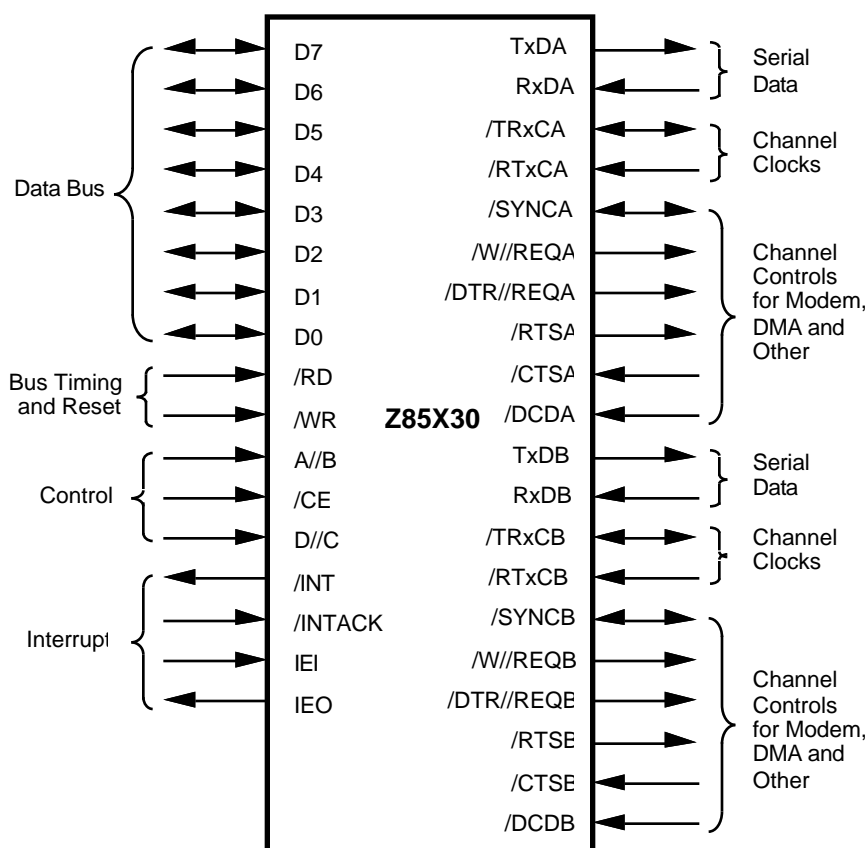 Data Bus
D7
D6
D5
D4
D3
D2
D1
D0
Bus Timing
and Reset
/RD
/WR
Control
A//B
/CE
D//C
Interrupt
/INT
/INTACK
IEI
IEO
Z85X30
TxDA
RxDA
Serial
Data
/TRxCA
/RTxCA
Channel
Clocks
/SYNCA
/W//REQA
/DTR//REQA
/RTSA
/CTSA
/DCDA
Channel
Controls
for Modem,
DMA and
Other
TxDB
RxDB
Serial
Data
/TRxCB
/RTxCB
Channel
Clocks
/SYNCB
/W//REQB
/DTR//REQB
/RTSB
/CTSB
/DCDB
Channel
Controls
for Modem,
DMA and
Other